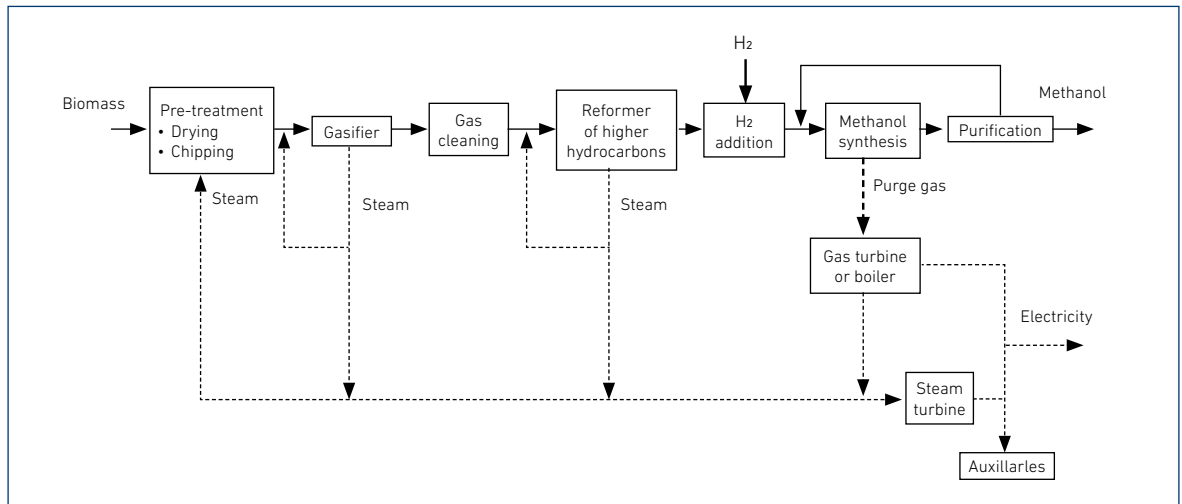 H₂
Biomass
Pre-treatment
• Drying
• Chipping
Gasifier
Gas
cleaning
Reformer
of higher
hydrocarbons
H₂
addition
Methanol
synthesis
Purification
Methanol
Steam
Steam
Steam
Purge gas
Gas turbine
or boiler
Electricity
Steam
turbine
Auxillarles